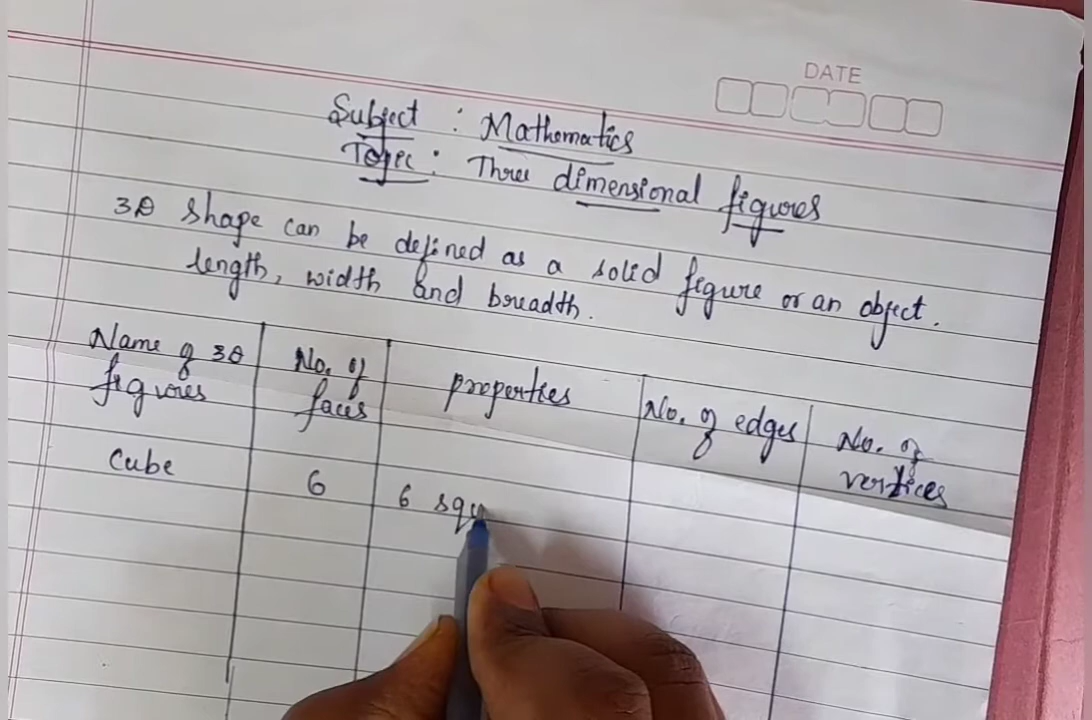 DATE
Subject : Mathematics
Topic : Three dimensional figures
3D shape can be defined as a solid figure or an object.
length, width and breadth.
Name of 3D figures
No. of faces
properties
No. of edges
No. of vertices
Cube
6
6 squ